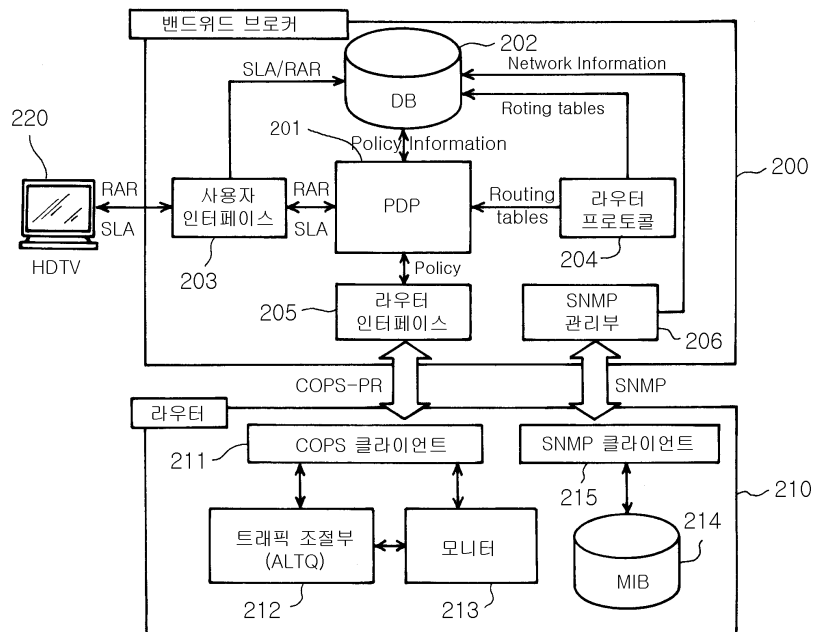 밴드위드 브로커
202
SLA/RAR
Network Information
DB
Roting tables
220
201
Policy Information
200
RAR
SLA
HDTV
사용자
인터페이스
203
RAR
SLA
PDP
Routing
tables
라우터
프로토콜
204
Policy
205
라우터
인터페이스
SNMP
관리부
206
COPS-PR
SNMP
라우터
211
COPS 클라이언트
SNMP 클라이언트
215
210
트래픽 조절부
(ALTQ)
212
모니터
213
214
MIB